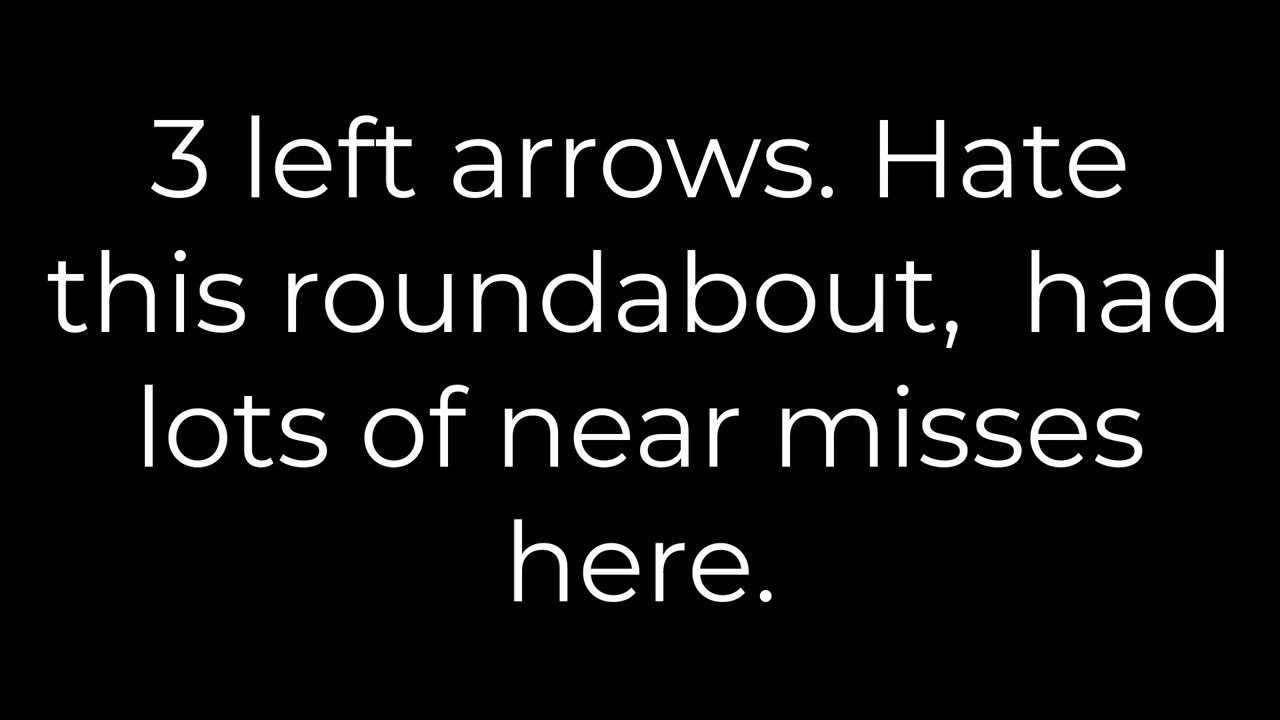 3 left arrows. Hate
this roundabout,  had
lots of near misses
here.